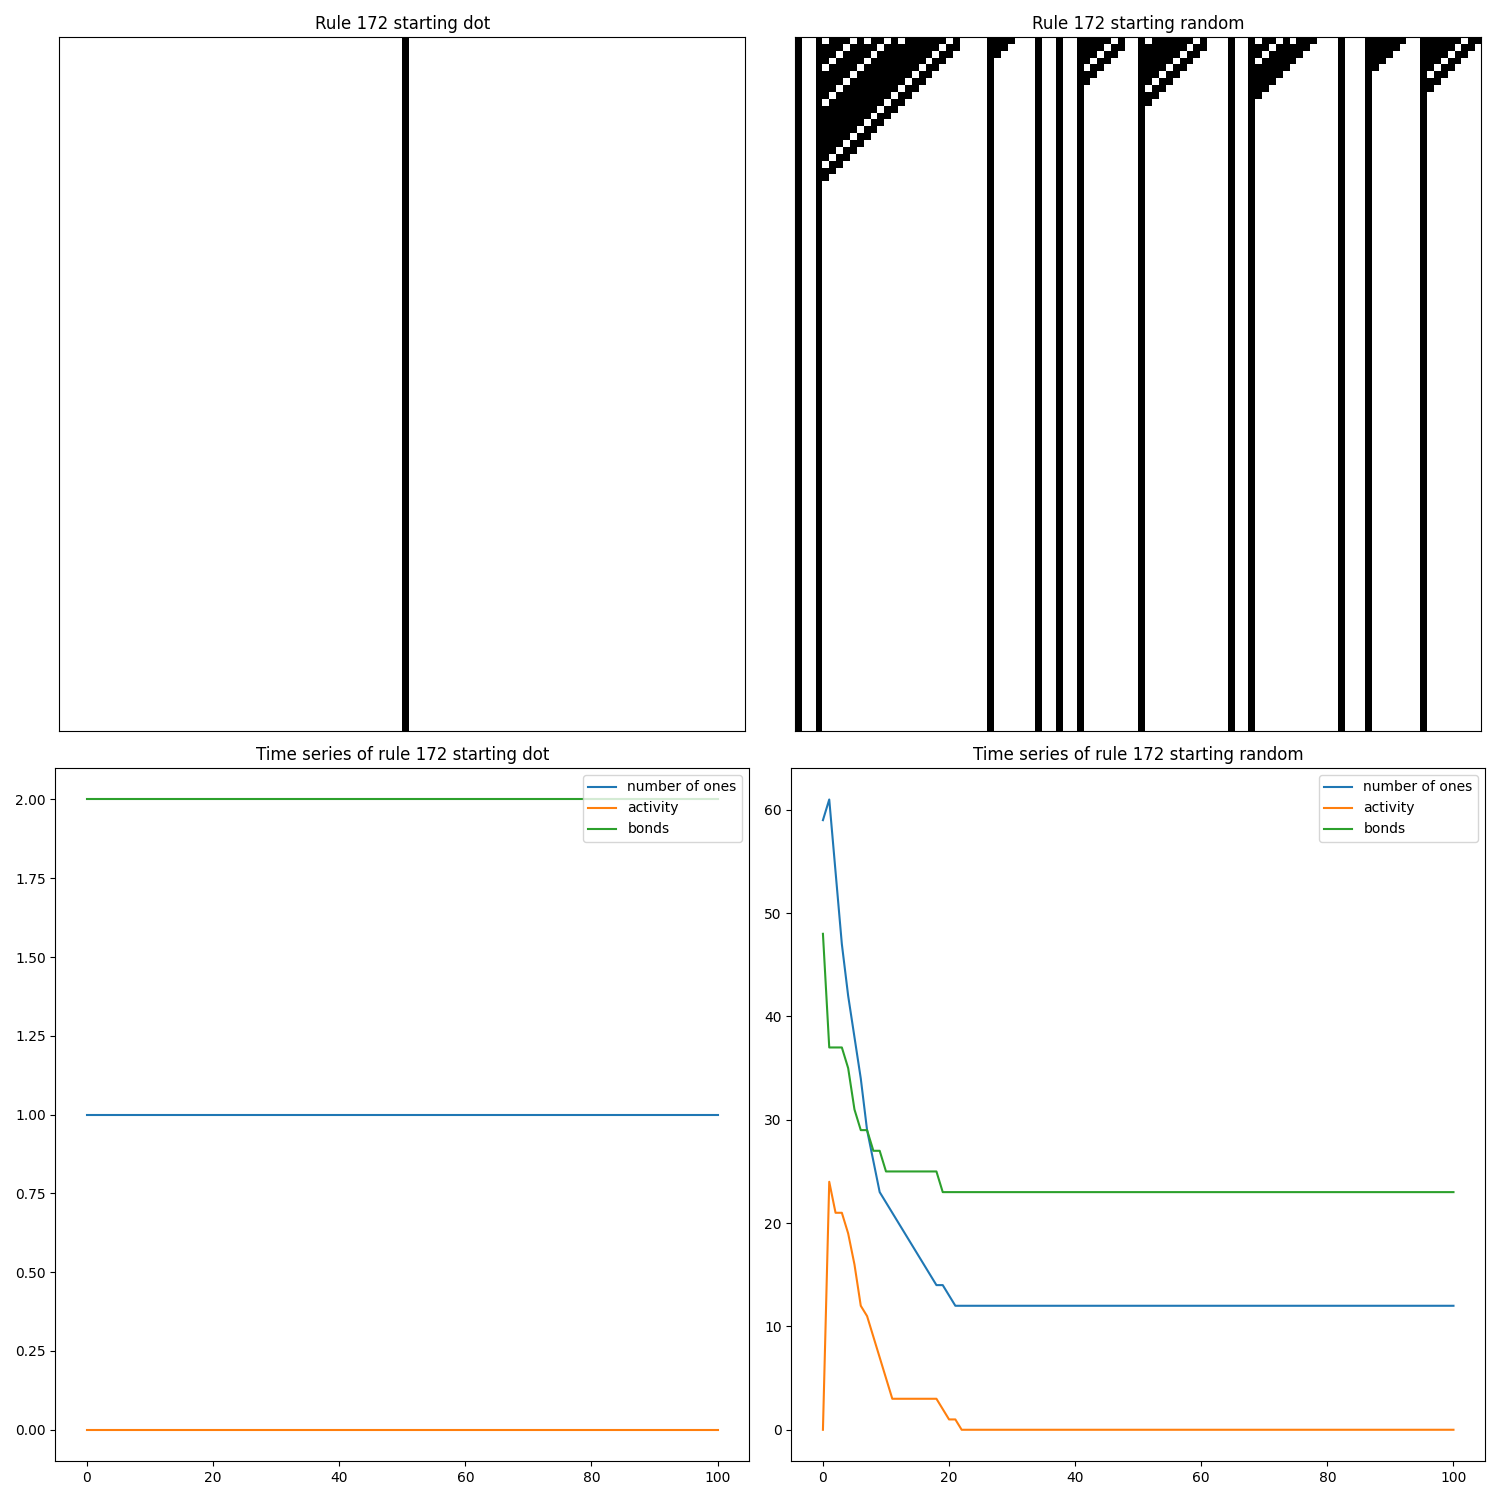 Rule 172 starting dot
Rule 172 starting random
Time series of rule 172 starting dot
2.00
1.75
1.50
1.25
1.00
0.75
0.50
0.25
0.00
0
20
40
60
80
100
number of ones
activity
bonds
Time series of rule 172 starting random
60
50
40
30
20
10
0
0
20
40
60
80
100
number of ones
activity
bonds